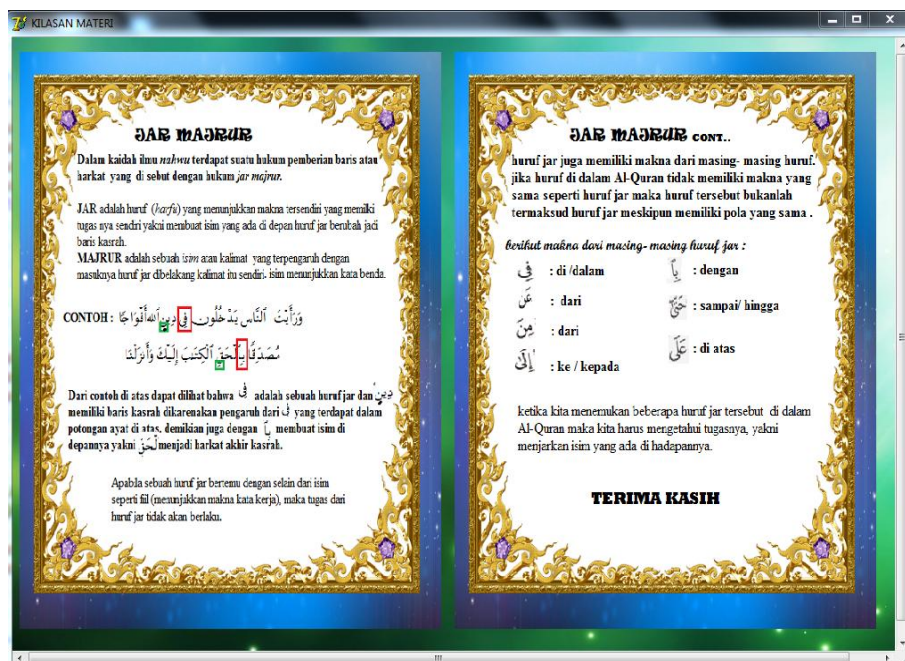 KILASAN MATERI
JAR MAJRUR
Dalam kaidah ilmu nahwu terdapat suatu hukum pemberian baris atau
harkat yang di sebut dengan hukum jar majrur.
JAR adalah huruf (harfu) yang menunjukkan makna tersendiri yang memilki
tugas nya sendiri yakni membuat isim yang ada di depan huruf jar berubah jadi
baris kasrah.
MAJRUR adalah sebuah isim atau kalimat yang terpengaruh dengan
masuknya huruf jar dibelakang kalimat itu sendiri. isim menunjukkan kata benda.
CONTOH : وَرَأَيْتَ ٱلنَّاسَ يَدْخُلُونَ فِي دِينِ ٱللهِ أَفْوَاجًا
مُصَدِّقًا بِٱلْحَقِّ ٱلْكِتَٰبَ إِلَيْكَ وَأَنزَلْنَا
Dari contoh di atas dapat dilihat bahwa فِى adalah sebuah huruf jar dan دِينِ
memiliki baris kasrah dikarenakan pengaruh dari فِى yang terdapat dalam
potongan ayat di atas. demikian juga dengan بِا membuat isim di
depannya yakni لْحَقِّ menjadi harkat akhir kasrah.
Apabila sebuah huruf jar bertemu dengan selain dari isim
seperti fiil (menunjukkan makna kata kerja), maka tugas dari
huruf jar tidak akan berlaku.
JAR MAJRUR CONT..
huruf jar juga memiliki makna dari masing- masing huruf.
jika huruf di dalam Al-Quran tidak memiliki makna yang
sama seperti huruf jar maka huruf tersebut bukanlah
termaksud huruf jar meskipun memiliki pola yang sama .
berikut makna dari masing- masing huruf jar :
فِي : di /dalam
عَن : dari
مِنَ : dari
إِلَىٰ : ke / kepada
بِا : dengan
حَتَّىٰ : sampai/ hingga
عَلَىٰ : di atas
ketika kita menemukan beberapa huruf jar tersebut di dalam
Al-Quran maka kita harus mengetahui tugasnya, yakni
menjarkan isim yang ada di hadapannya.
TERIMA KASIH